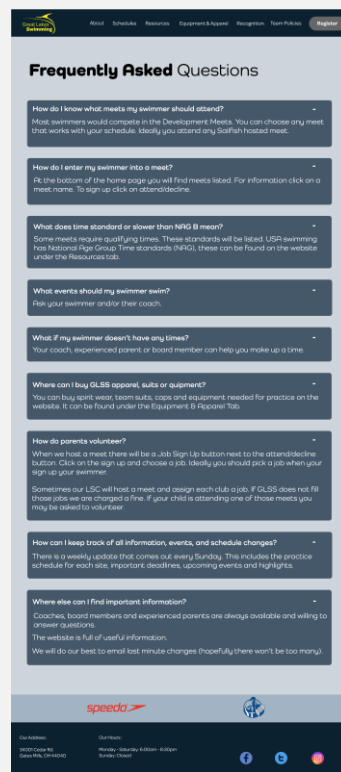 Great Lakes
Swimming
About Schedules Resources Equipment & Apparel Recognition Team Policies Register
Frequently Asked Questions
How do I know what meets my swimmer should attend? -
Most swimmers would compete in the Development Meets. You can choose any meet
that works with your schedule. Ideally you attend any Sailfish hosted meet.
How do I enter my swimmer into a meet? -
At the bottom of the home page you will find meets listed. For information click on a
meet name. To sign up click on attend/decline.
What does time standard or slower than NAG B mean? -
Some meets require qualifying times. These standards will be listed. USA swimming
has National Age Group Time standards (NAG), these can be found on the website
under the Resources tab.
What events should my swimmer swim? -
Ask your swimmer and/or their coach.
What if my swimmer doesn't have any times? -
Your coach, experienced parent or board member can help you make up a time.
Where can I buy GLSS apparel, suits or quipment? -
You can buy spirit wear, team suits, caps and equipment needed for practice on the
website. It can be found under the Equipment & Apparel Tab.
How do parents volunteer? -
When we host a meet there will be a Job Sign Up button next to the attend/decline
button. Click on the sign up and choose a job. Ideally you should pick a job when your
sign up your swimmer.
Sometimes our LSC will host a meet and assign each club a job. If GLSS does not fill
those jobs we are charged a fine. If your child is attending one of those meets you
may be asked to volunteer.
How can I keep track of all information, events, and schedule changes? -
There is a weekly update that comes out every Sunday. This includes the practice
schedule for each site, important deadlines, upcoming events and highlights.
Where else can I find important information? -
Coaches, board members and experienced parents are always available and willing to
answer questions.
The website is full of useful information.
We will do our best to email last minute changes (hopefully there won't be too many).
speedo
Our Address: Our Hours:
Cedar Rd. Monday - Saturday: 6:00am - 8:30pm
Gates Mills, OH 44040 Sunday: Closed